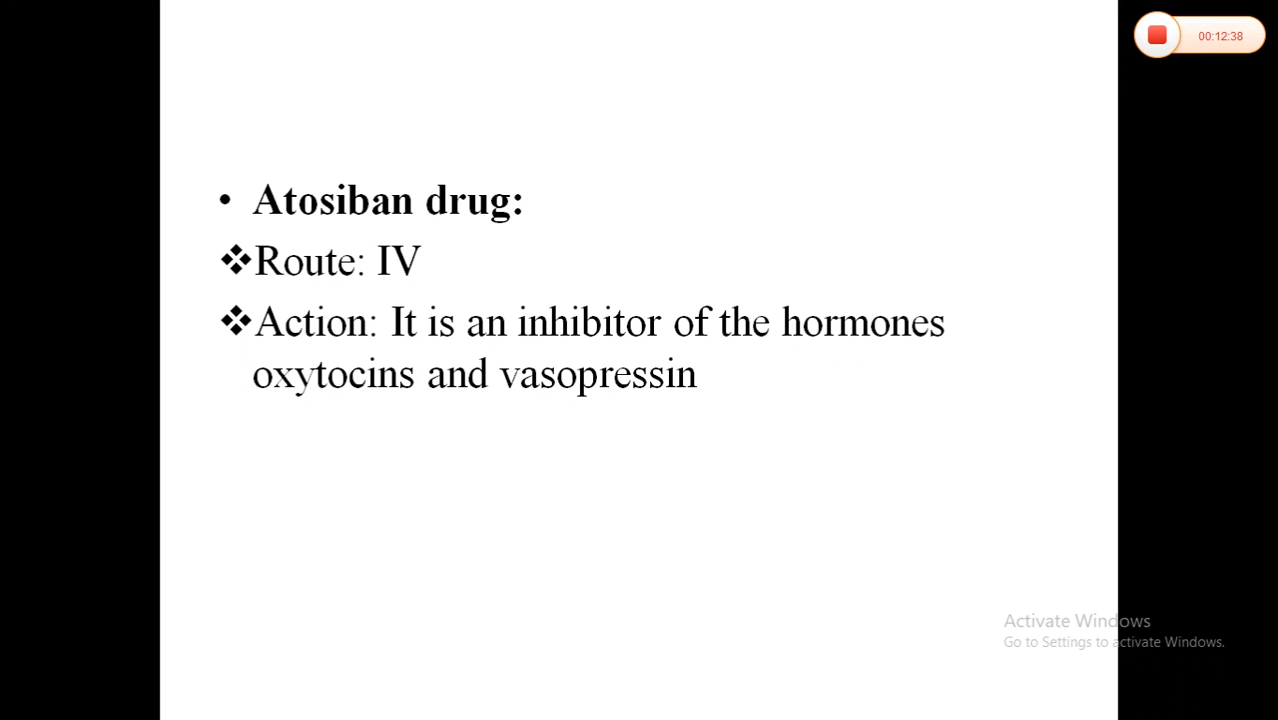 00:12:38
• Atosiban drug:
❖Route: IV
❖Action: It is an inhibitor of the hormones
oxytocins and vasopressin
Activate Windows
Go to Settings to activate Windows.